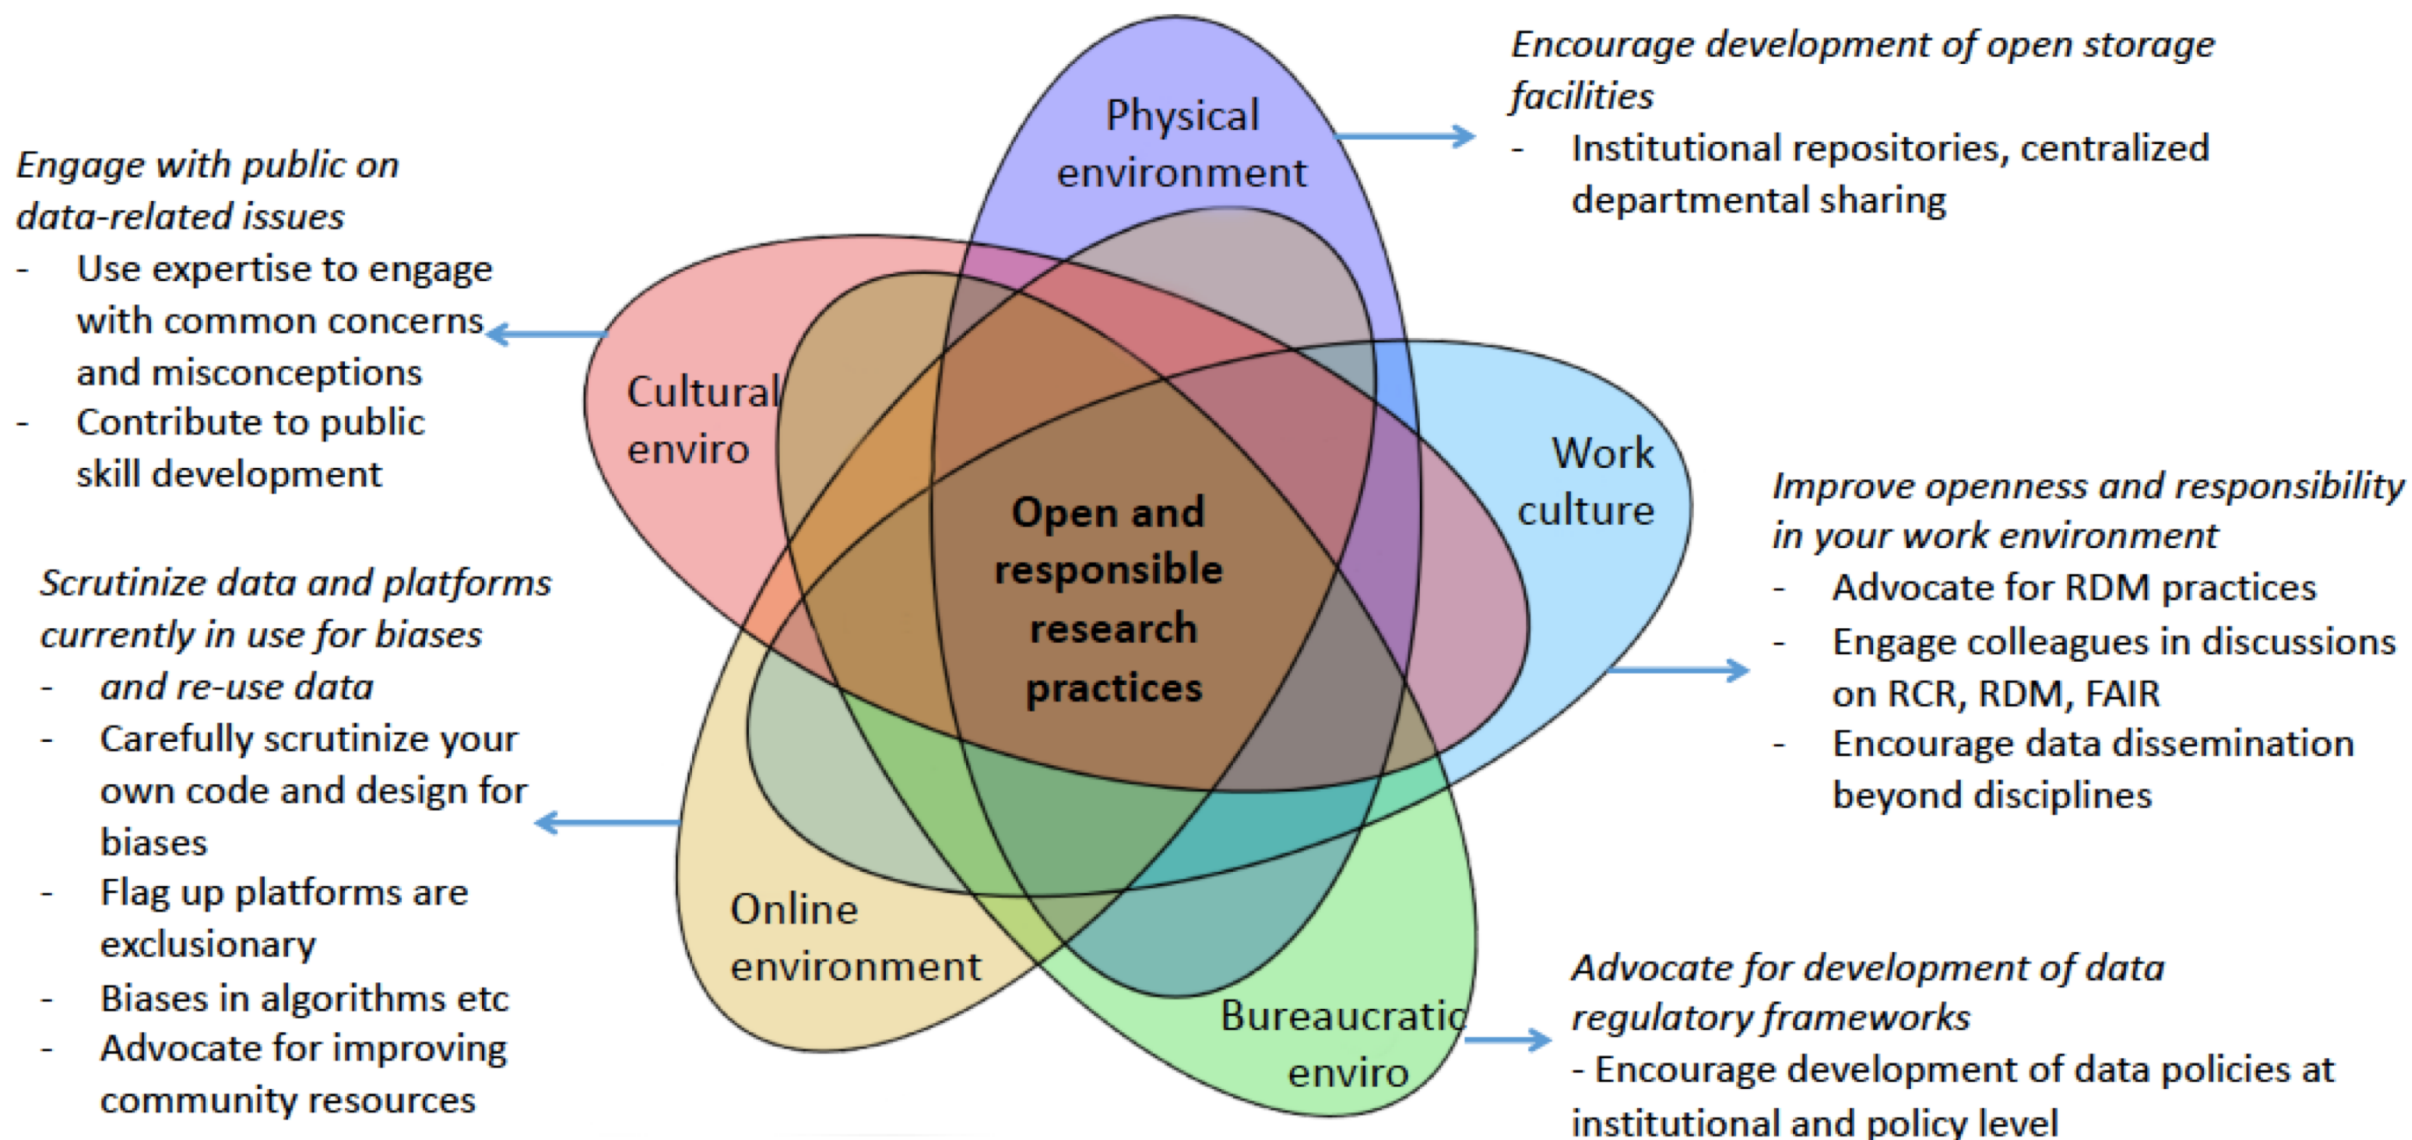 Physical
environment
Encourage development of open storage
facilities
- Institutional repositories, centralized
departmental sharing
Engage with public on
data-related issues
- Use expertise to engage
with common concerns
and misconceptions
- Contribute to public
skill development
Cultural
enviro
Work
culture
Improve openness and responsibility
in your work environment
- Advocate for RDM practices
- Engage colleagues in discussions
on RCR, RDM, FAIR
- Encourage data dissemination
beyond disciplines
Open and
responsible
research
practices
Scrutinize data and platforms
currently in use for biases
- and re-use data
- Carefully scrutinize your
own code and design for
biases
- Flag up platforms are
exclusionary
- Biases in algorithms etc
- Advocate for improving
community resources
Online
environment
Bureaucratic
enviro
Advocate for development of data
regulatory frameworks
- Encourage development of data policies at
institutional and policy level